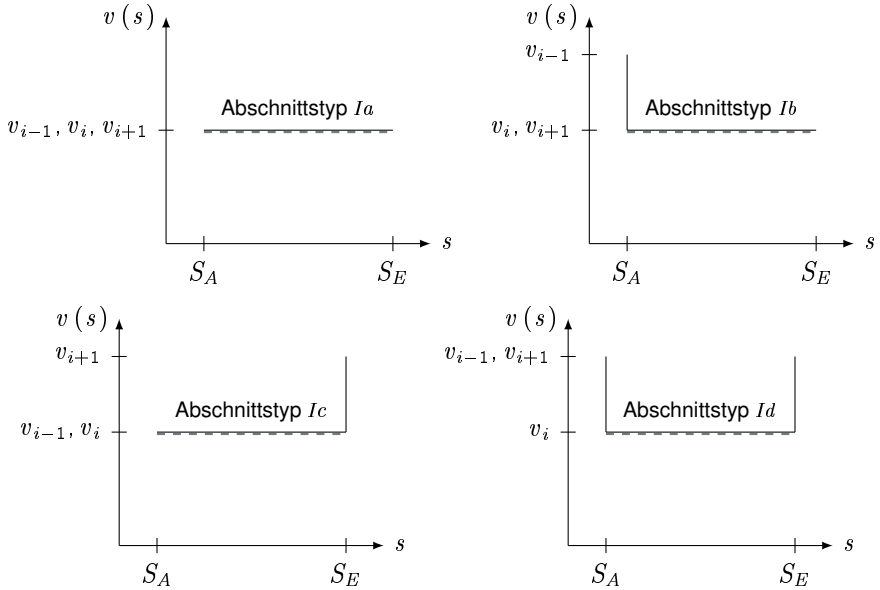 v (s)
Abschnittstyp Ia
v_{i−1}, v_i, v_{i+1}
s
S_A
S_E
v (s)
v_{i−1}
Abschnittstyp Ib
v_i, v_{i+1}
s
S_A
S_E
v (s)
v_{i+1}
Abschnittstyp Ic
v_{i−1}, v_i
s
S_A
S_E
v (s)
v_{i−1}, v_{i+1}
Abschnittstyp Id
v_i
s
S_A
S_E